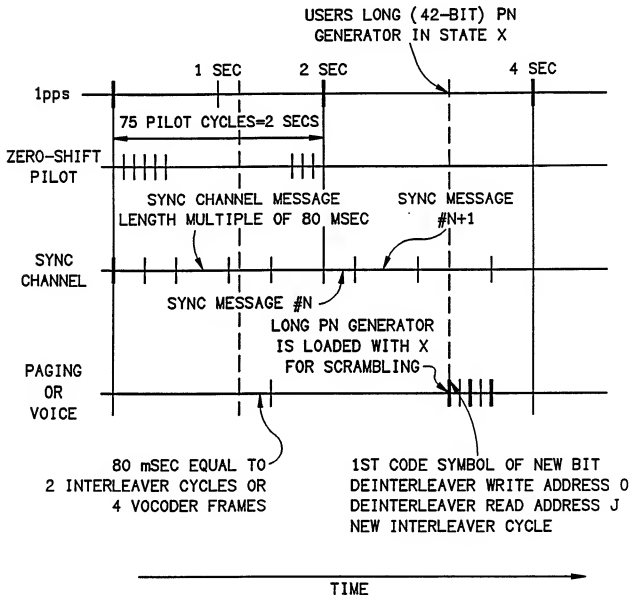 USERS LONG (42-BIT) PN
GENERATOR IN STATE X
1 SEC
2 SEC
4 SEC
1pps
75 PILOT CYCLES=2 SECS
ZERO-SHIFT
PILOT
SYNC CHANNEL MESSAGE
LENGTH MULTIPLE OF 80 MSEC
SYNC MESSAGE
#N+1
SYNC
CHANNEL
SYNC MESSAGE #N
LONG PN GENERATOR
IS LOADED WITH X
FOR SCRAMBLING
PAGING
OR
VOICE
80 mSEC EQUAL TO
2 INTERLEAVER CYCLES OR
4 VOCODER FRAMES
1ST CODE SYMBOL OF NEW BIT
DEINTERLEAVER WRITE ADDRESS 0
DEINTERLEAVER READ ADDRESS J
NEW INTERLEAVER CYCLE
TIME